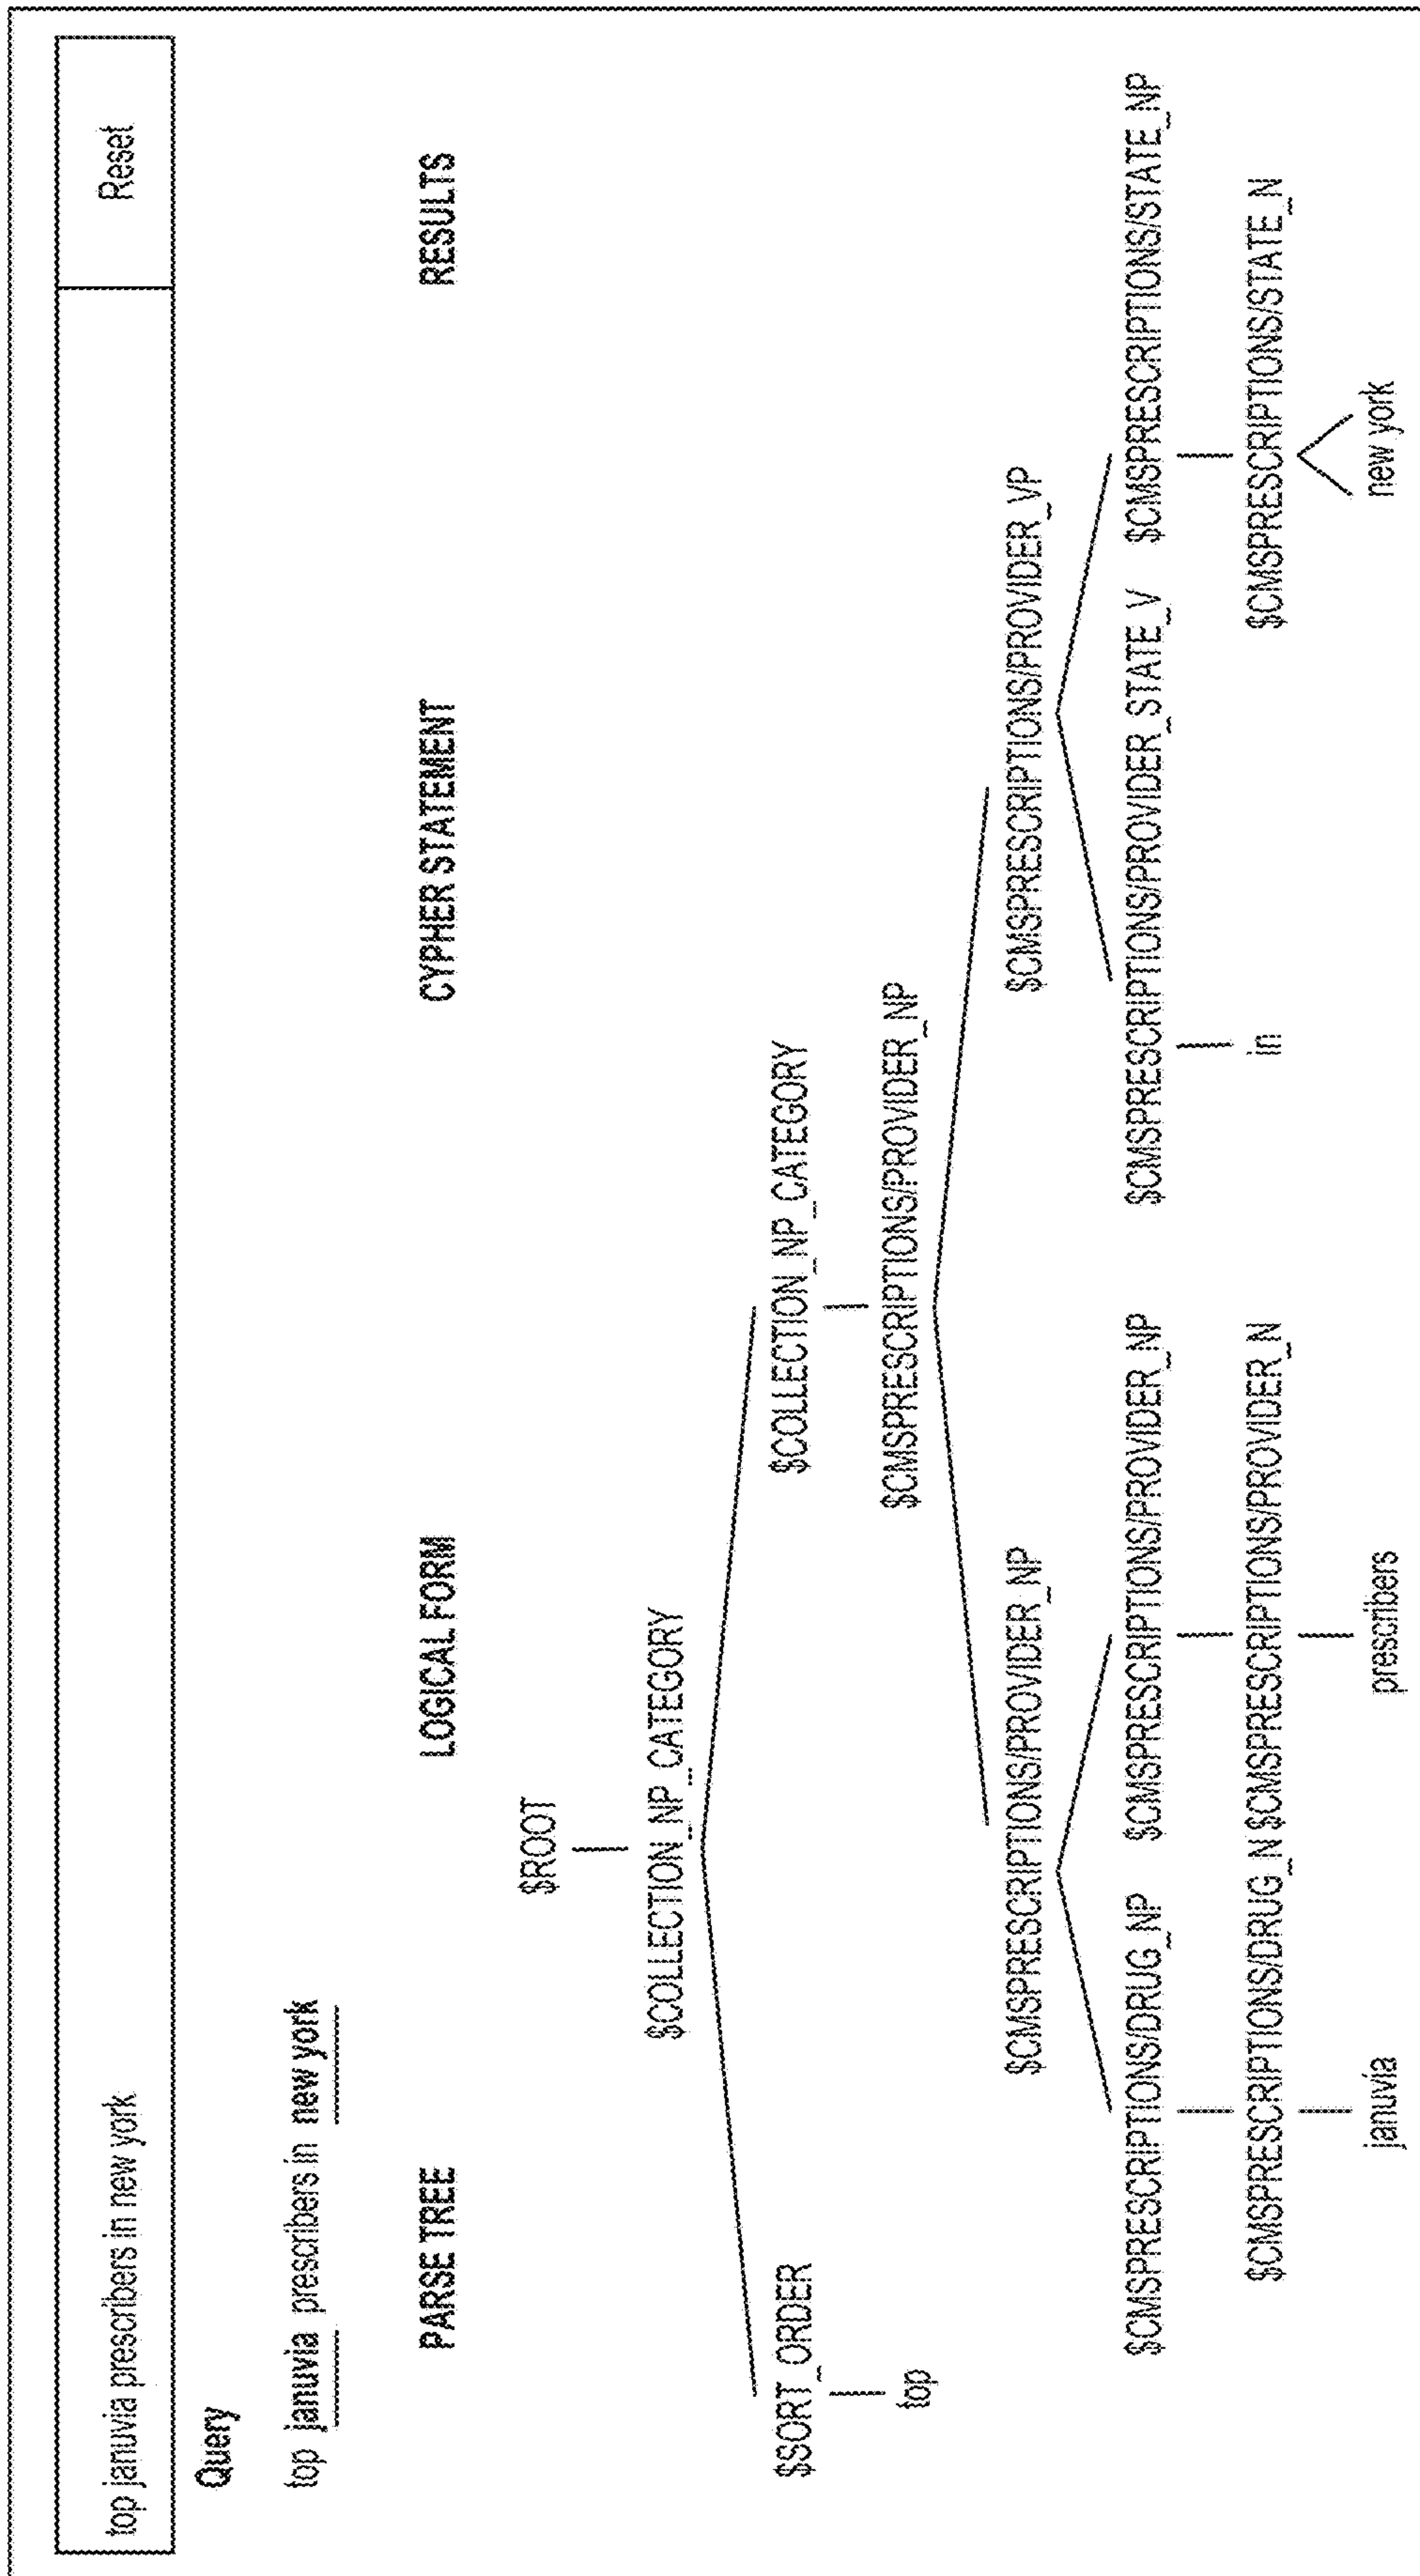 top januvia prescribers in new york Reset
Query
top januvia prescribers in new york
PARSE TREE LOGICAL FORM CYPHER STATEMENT RESULTS
$ROOT
$COLLECTION_NP_CATEGORY
$SORT_ORDER $COLLECTION_NP_CATEGORY
top $CMSPRESCRIPTIONS/PROVIDER_NP
$CMSPRESCRIPTIONS/PROVIDER_NP $CMSPRESCRIPTIONS/PROVIDER_VP
$CMSPRESCRIPTIONS/DRUG_NP $CMSPRESCRIPTIONS/PROVIDER_NP $CMSPRESCRIPTIONS/PROVIDER_STATE_V $CMSPRESCRIPTIONS/STATE_NP
$CMSPRESCRIPTIONS/DRUG_N $CMSPRESCRIPTIONS/PROVIDER_N in $CMSPRESCRIPTIONS/STATE_N
januvia prescribers new york